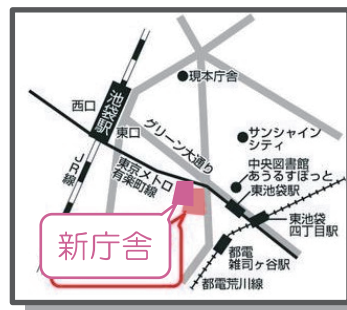 現本庁舎
西口
池袋駅
東口
グリーン大通り
サンシャイン
シティ
JR線
東京メトロ
有楽町線
中央図書館
あうるすぽっと
東池袋駅
新庁舎
東池袋
四丁目駅
都電
雑司ヶ谷駅
都電荒川線